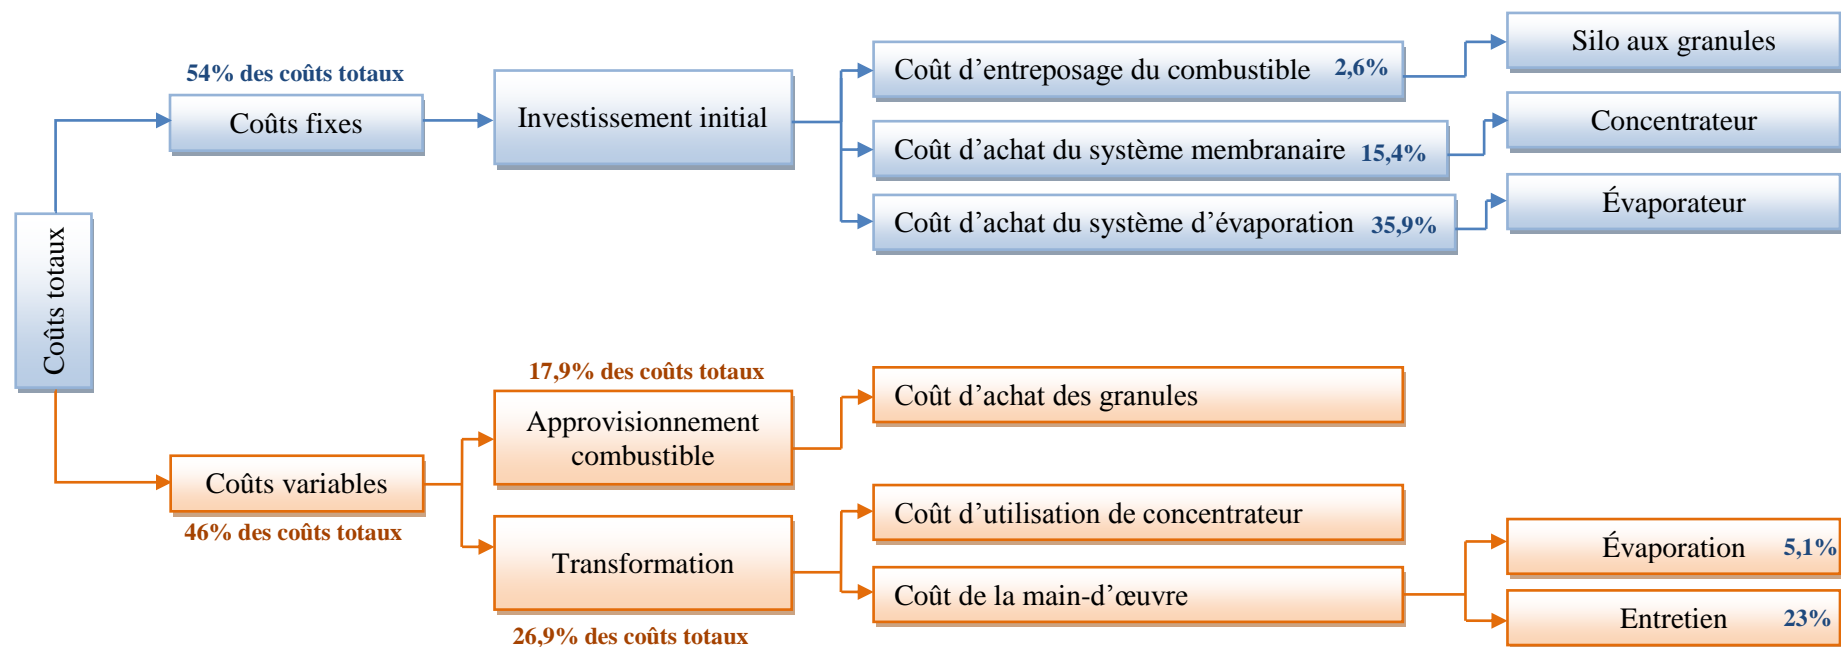 54% des coûts totaux
Coûts fixes
Investissement initial
Coût d’entreposage du combustible 2,6%
Silo aux granules
Coût d’achat du système membranaire 15,4%
Concentrateur
Coût d’achat du système d’évaporation 35,9%
Évaporateur
Coûts totaux
17,9% des coûts totaux
Approvisionnement
combustible
Coût d’achat des granules
Coûts variables
46% des coûts totaux
Transformation
26,9% des coûts totaux
Coût d’utilisation de concentrateur
Coût de la main-d’œuvre
Évaporation 5,1%
Entretien 23%